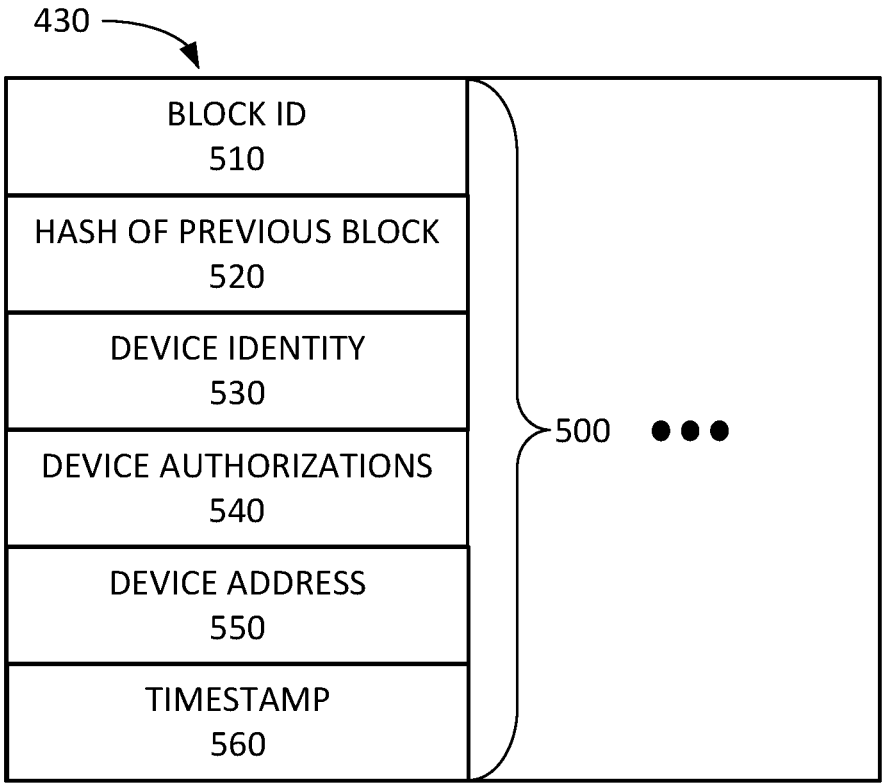 430
BLOCK ID
510
HASH OF PREVIOUS BLOCK
520
DEVICE IDENTITY
530
DEVICE AUTHORIZATIONS
540
DEVICE ADDRESS
550
TIMESTAMP
560
500